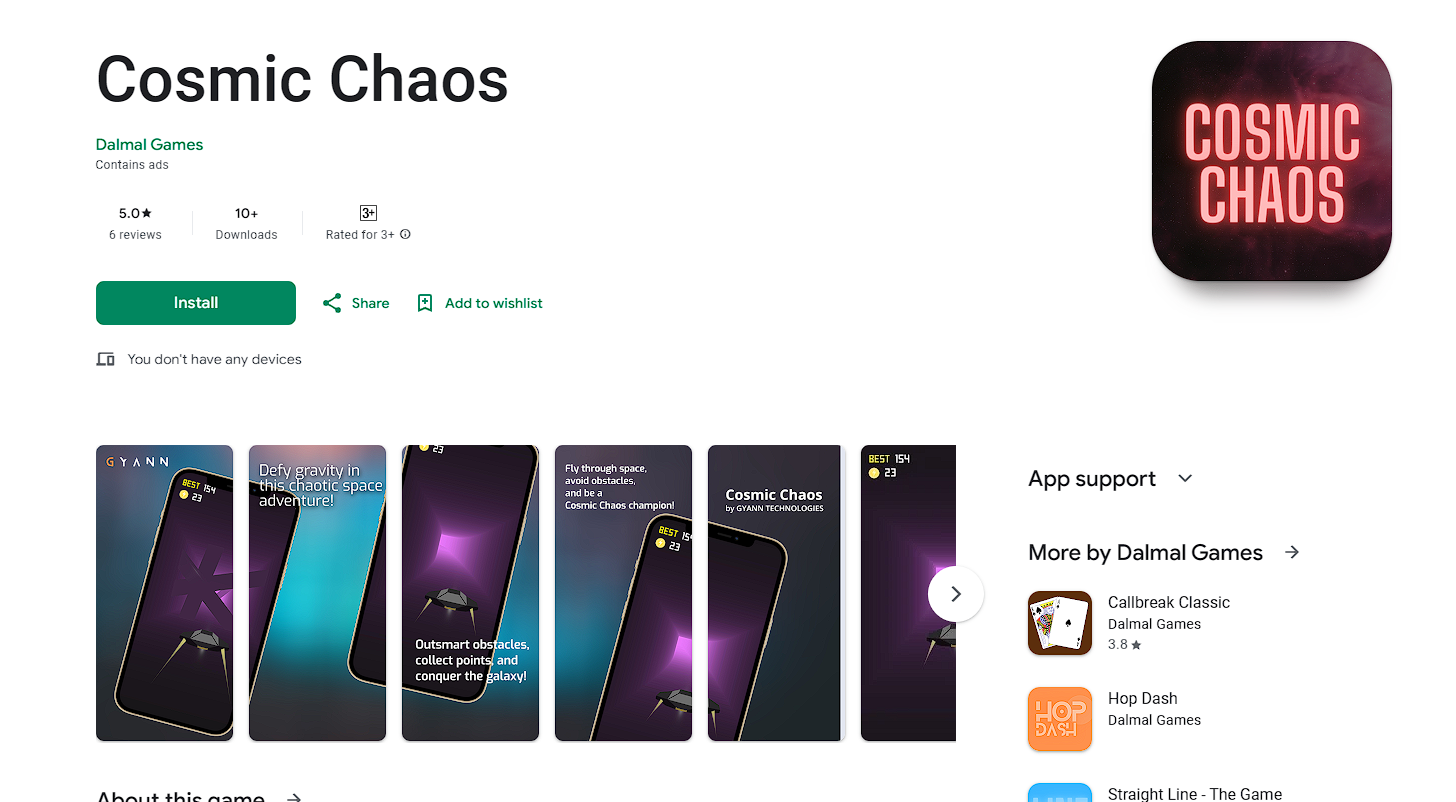 Cosmic Chaos
Dalmal Games
Contains ads
5.0★
6 reviews
10+
Downloads
3+
Rated for 3+
Install
Share
Add to wishlist
You don't have any devices
COSMIC
CHAOS
GYANN
BEST 154
23
Defy gravity in
this chaotic space
adventure!
23
Outsmart obstacles,
collect points, and
conquer the galaxy!
Fly through space,
avoid obstacles,
and be a
Cosmic Chaos champion!
BEST 154
23
Cosmic Chaos
by GYANN TECHNOLOGIES
BEST 154
23
App support
More by Dalmal Games
Callbreak Classic
Dalmal Games
3.8★
HOP
DASH
Hop Dash
Dalmal Games
Straight Line - The Game
LINE
About this game